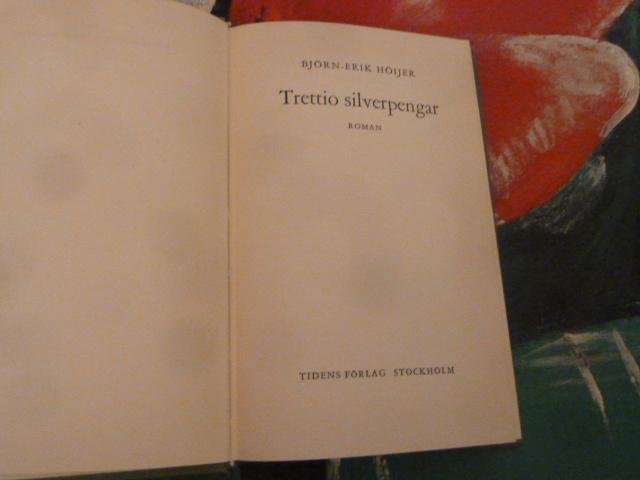 BJÖRN-ERIK HÖIJER
Trettio silverpengar
ROMAN
TIDENS FÖRLAG STOCKHOLM